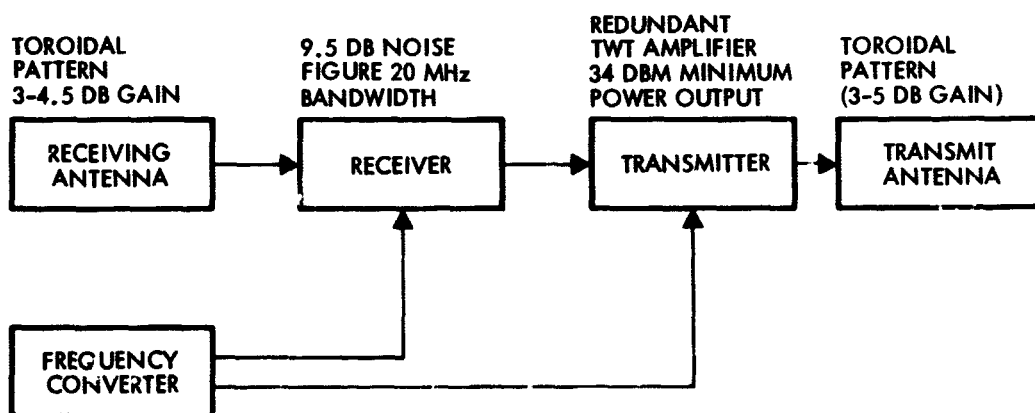 TOROIDAL
PATTERN
3-4.5 DB GAIN
9.5 DB NOISE
FIGURE 20 MHz
BANDWIDTH
REDUNDANT
TWT AMPLIFIER
34 DBM MINIMUM
POWER OUTPUT
TOROIDAL
PATTERN
(3-5 DB GAIN)
RECEIVING
ANTENNA
RECEIVER
TRANSMITTER
TRANSMIT
ANTENNA
FREGUENCY
CONVERTER